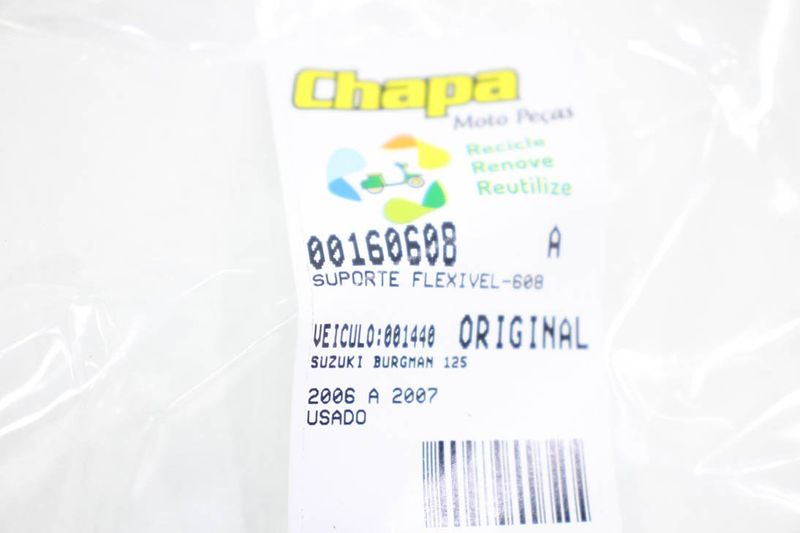 Chapa
Moto Peças
Recicle
Renove
Reutilize
00160608 A
SUPORTE FLEXIVEL-608
VEICULO:001440 ORIGINAL
SUZUKI BURGMAN 125
2006 A 2007
USADO